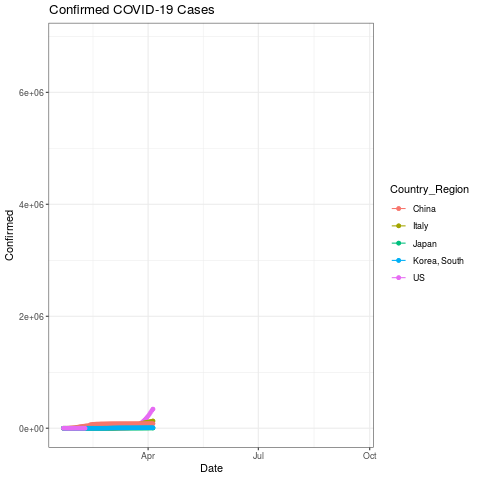 Confirmed COVID-19 Cases
6e+06
4e+06
2e+06
0e+00
Confirmed
Apr
Jul
Oct
Date
Country_Region
China
Italy
Japan
Korea, South
US